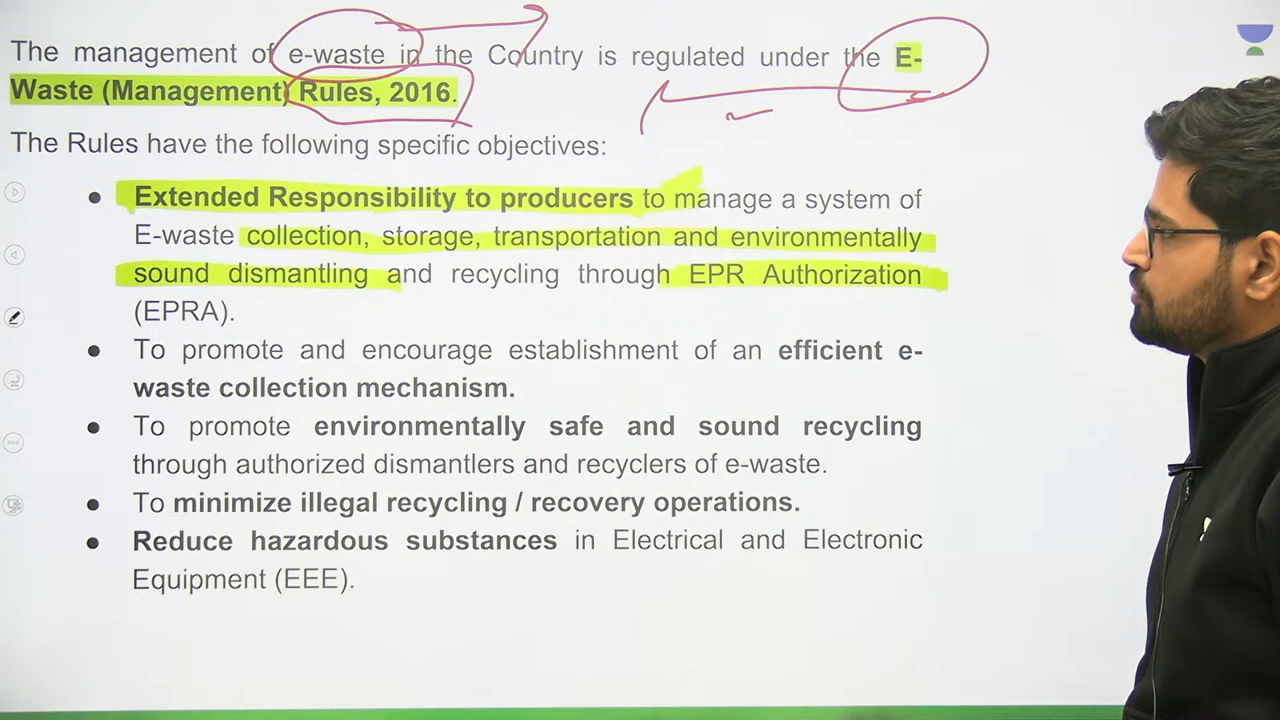 The management of e-waste in the Country is regulated under the E-
Waste (Management) Rules, 2016.
The Rules have the following specific objectives:
● Extended Responsibility to producers to manage a system of
E-waste collection, storage, transportation and environmentally
sound dismantling and recycling through EPR Authorization
(EPRA).
● To promote and encourage establishment of an efficient e-
waste collection mechanism.
● To promote environmentally safe and sound recycling
through authorized dismantlers and recyclers of e-waste.
● To minimize illegal recycling / recovery operations.
● Reduce hazardous substances in Electrical and Electronic
Equipment (EEE).